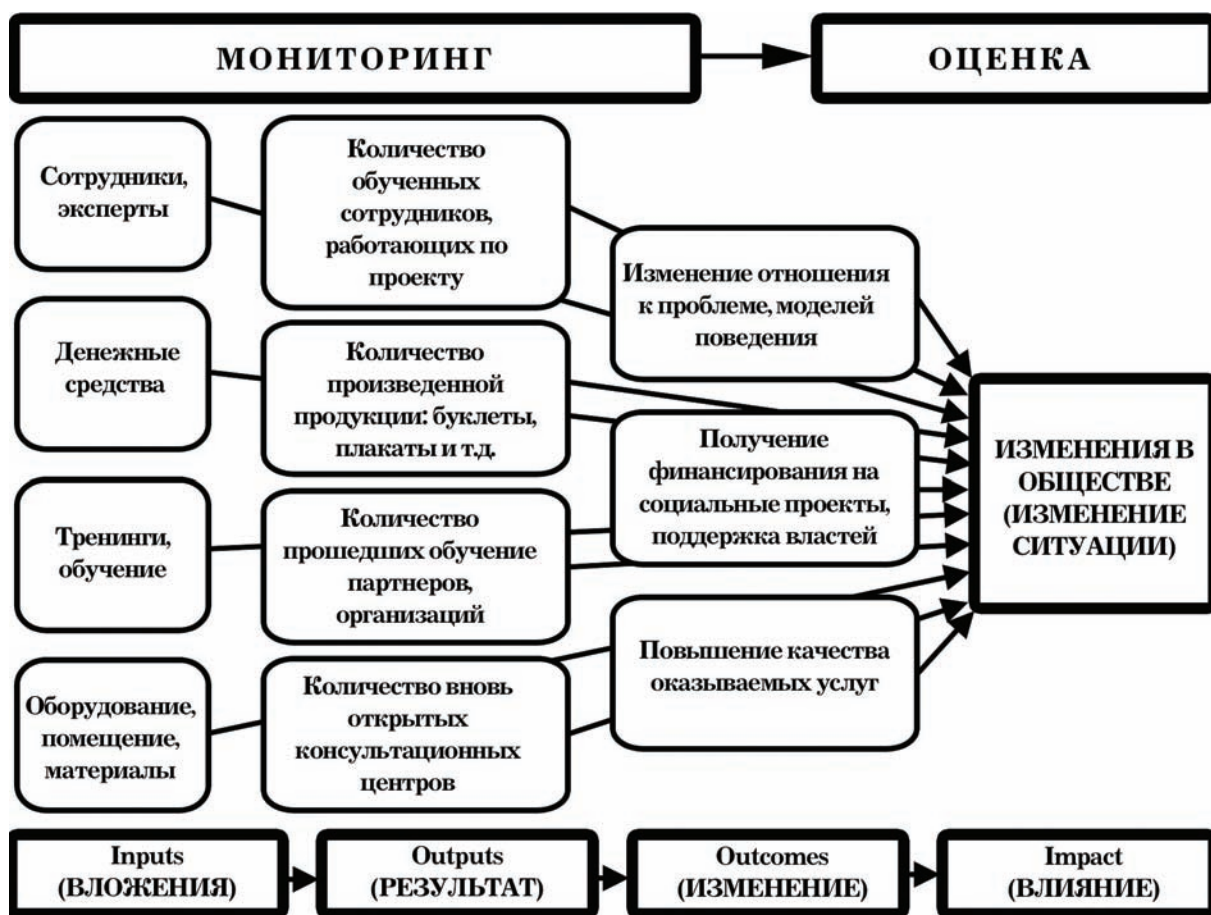 МОНИТОРИНГ
ОЦЕНКА
Сотрудники,
эксперты
Количество
обученных
сотрудников,
работающих по
проекту
Изменение отношения
к проблеме, моделей
поведения
Денежные
средства
Количество
произведенной
продукции: буклеты,
плакаты и т.д.
Получение
финансирования на
социальные проекты,
поддержка властей
ИЗМЕНЕНИЯ В
ОБЩЕСТВЕ
(ИЗМЕНЕНИЕ
СИТУАЦИИ)
Тренинги,
обучение
Количество
прошедших обучение
партнеров,
организаций
Повышение качества
оказываемых услуг
Оборудование,
помещение,
материалы
Количество вновь
открытых
консультационных
центров
Inputs
(ВЛОЖЕНИЯ)
Outputs
(РЕЗУЛЬТАТ)
Outcomes
(ИЗМЕНЕНИЕ)
Impact
(ВЛИЯНИЕ)